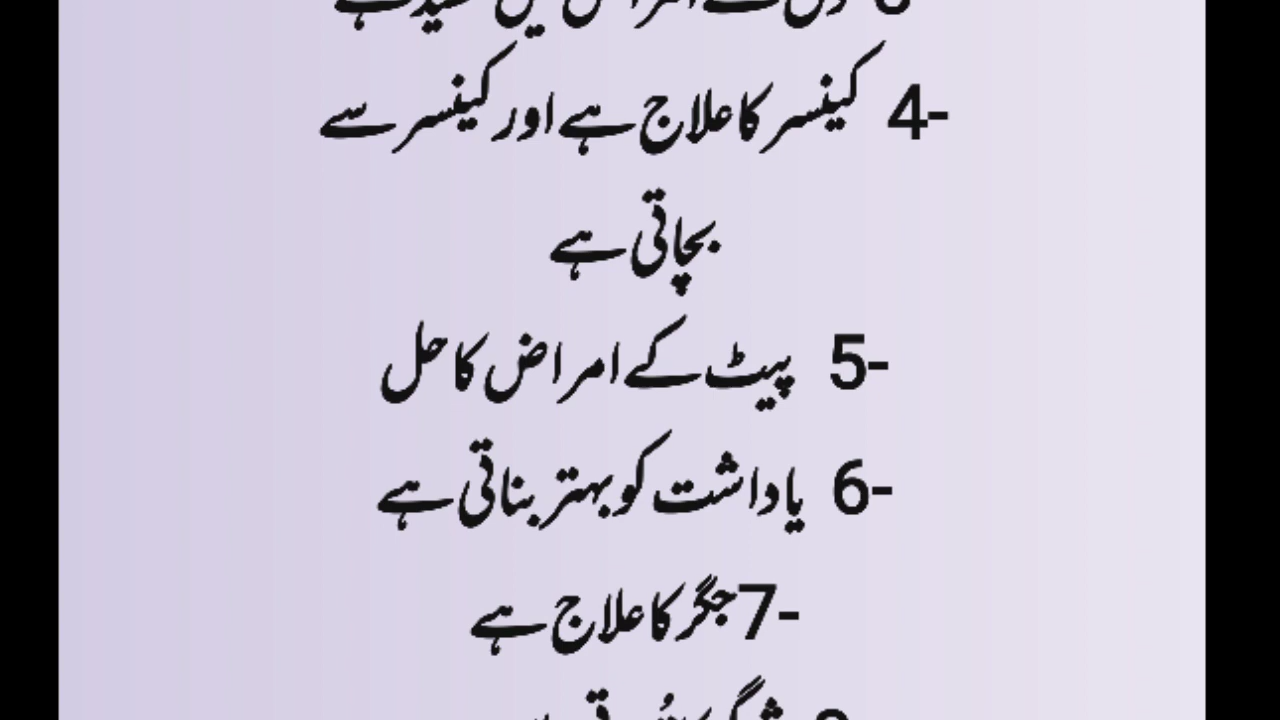 4- کینسر کا علاج ہے اور کینسر سے
بچاتی ہے
5- پیٹ کے امراض کا حل
6- یاداشت کو بہتر بناتی ہے
7- جگر کا علاج ہے